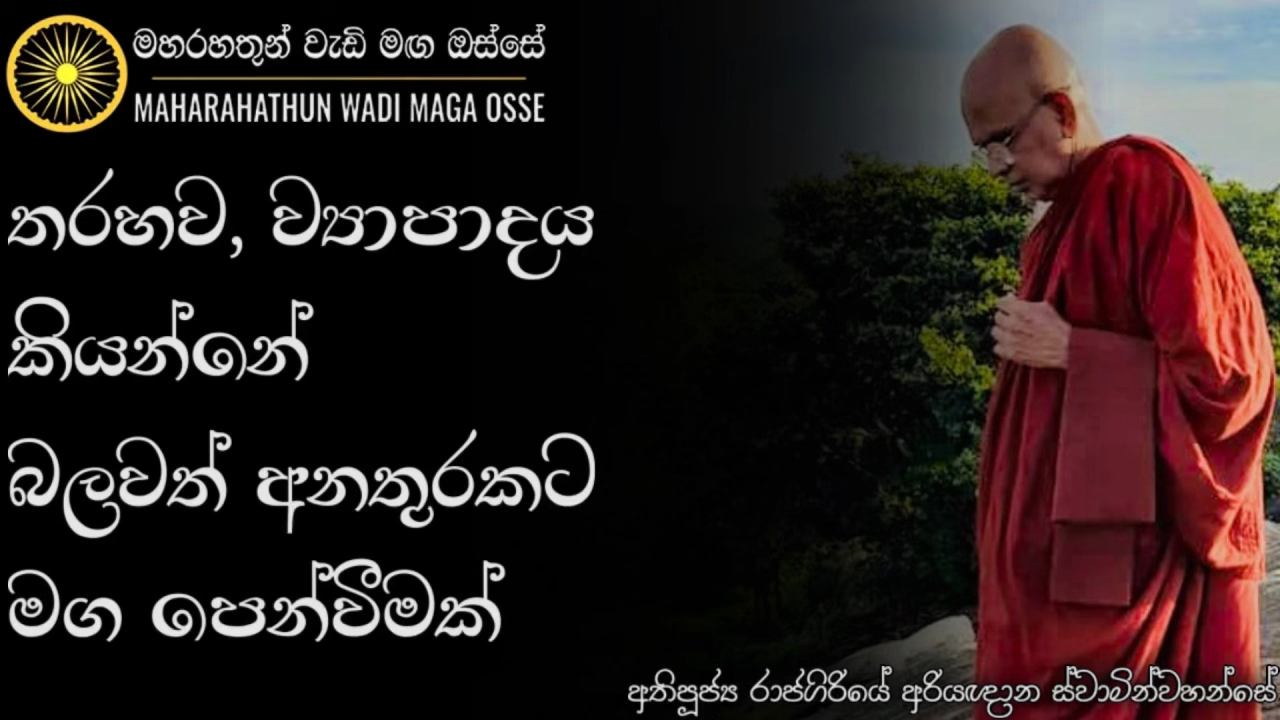 මහරහතුන් වැඩි මඟ ඔස්සේ
MAHARAHATHUN WADI MAGA OSSE
තරහව, ව්‍යාපාදය
කියන්නේ
බලවත් අනතුරකට
මග පෙන්වීමක්
අතිපූජ්‍ය රාජගිරියේ අරියඥාන ස්වාමින්වහන්සේ